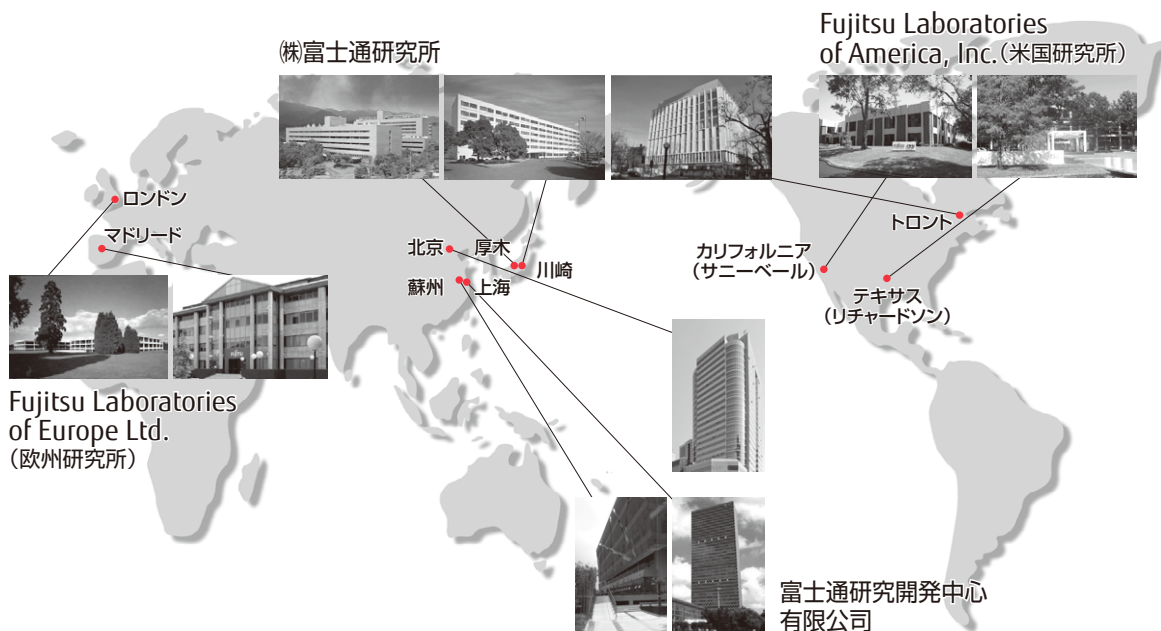 Fujitsu Laboratories
of America, Inc.（米国研究所）
㈱富士通研究所
ロンドン
マドリード
北京
厚木
川崎
蘇州
上海
トロント
カリフォルニア
（サニーベール）
テキサス
（リチャードソン）
Fujitsu Laboratories
of Europe Ltd.
（欧州研究所）
富士通研究開発中心
有限公司